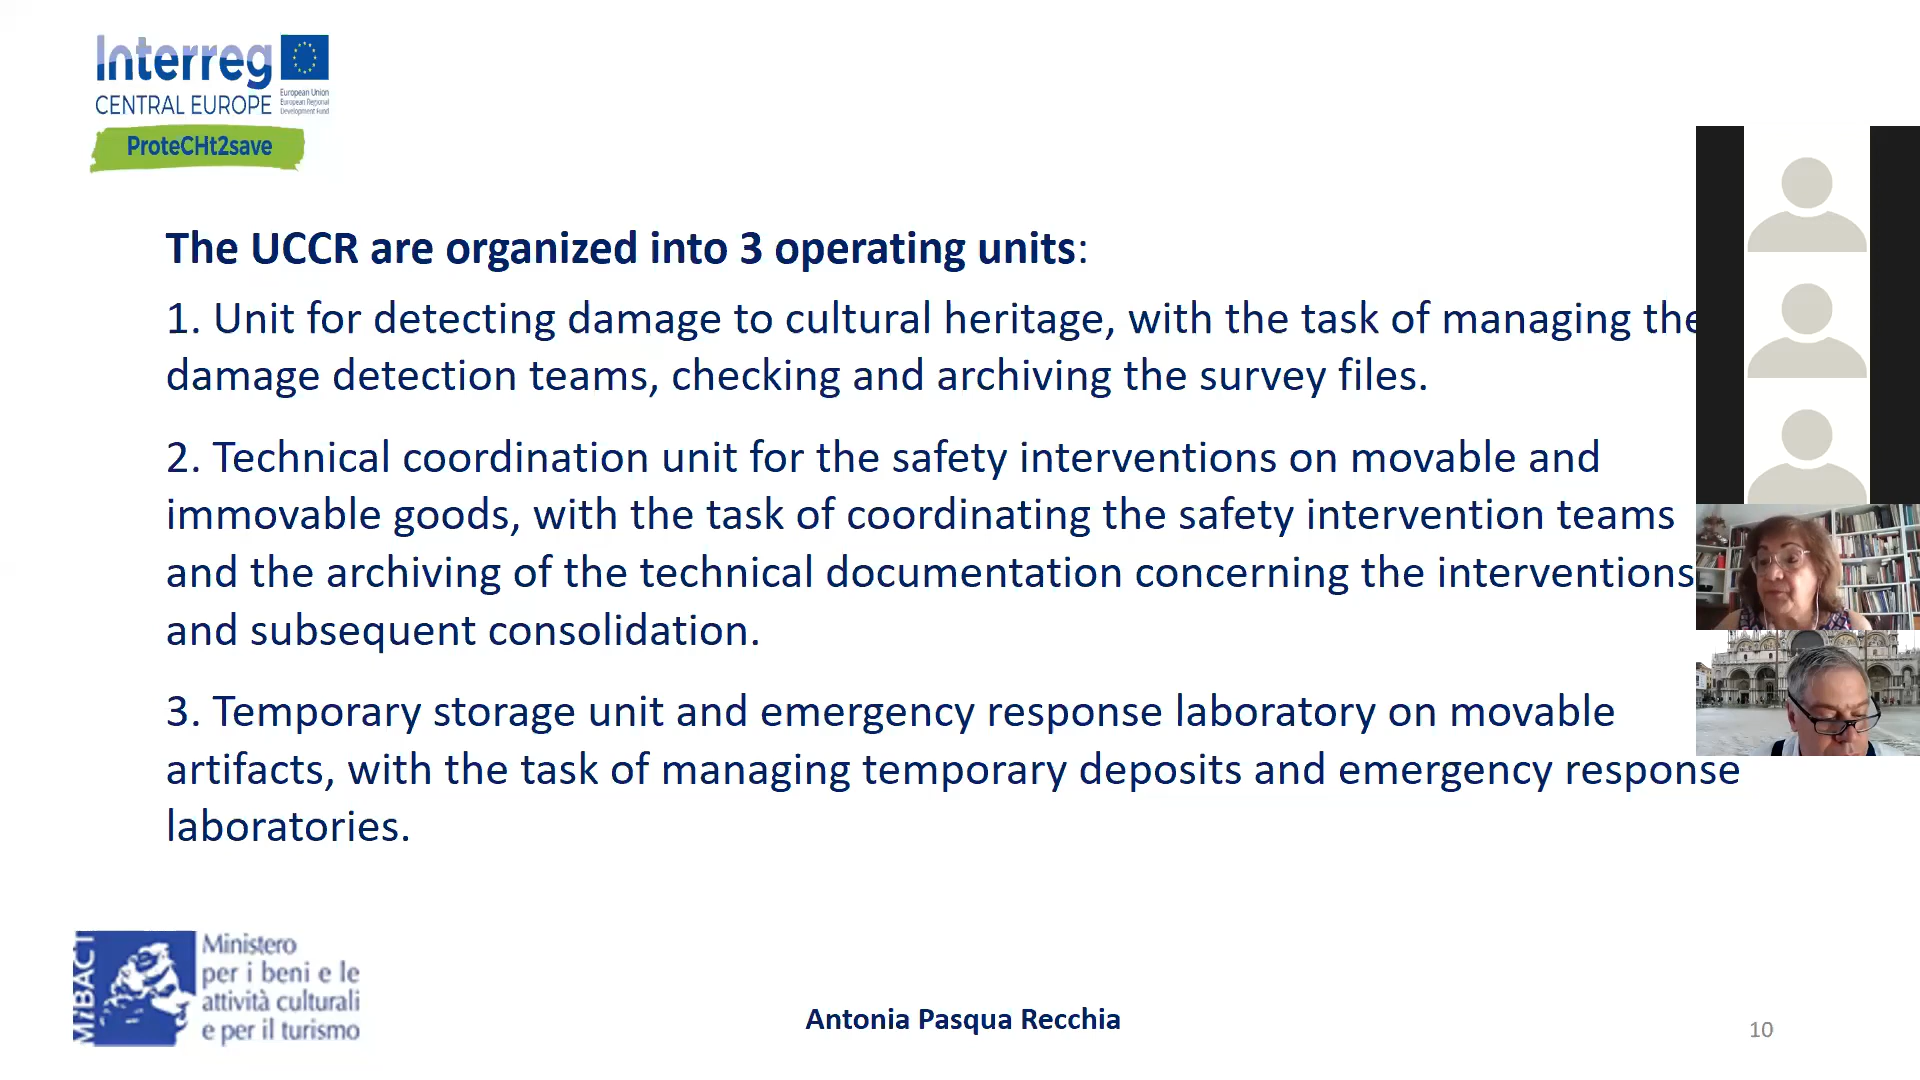 Interreg
CENTRAL EUROPE
European Union
European Regional
Development Fund
ProteCHt2save
The UCCR are organized into 3 operating units:
1. Unit for detecting damage to cultural heritage, with the task of managing the
damage detection teams, checking and archiving the survey files.
2. Technical coordination unit for the safety interventions on movable and
immovable goods, with the task of coordinating the safety intervention teams
and the archiving of the technical documentation concerning the interventions
and subsequent consolidation.
3. Temporary storage unit and emergency response laboratory on movable
artifacts, with the task of managing temporary deposits and emergency response
laboratories.
MiBACT
Ministero
per i beni e le
attività culturali
e per il turismo
Antonia Pasqua Recchia
10